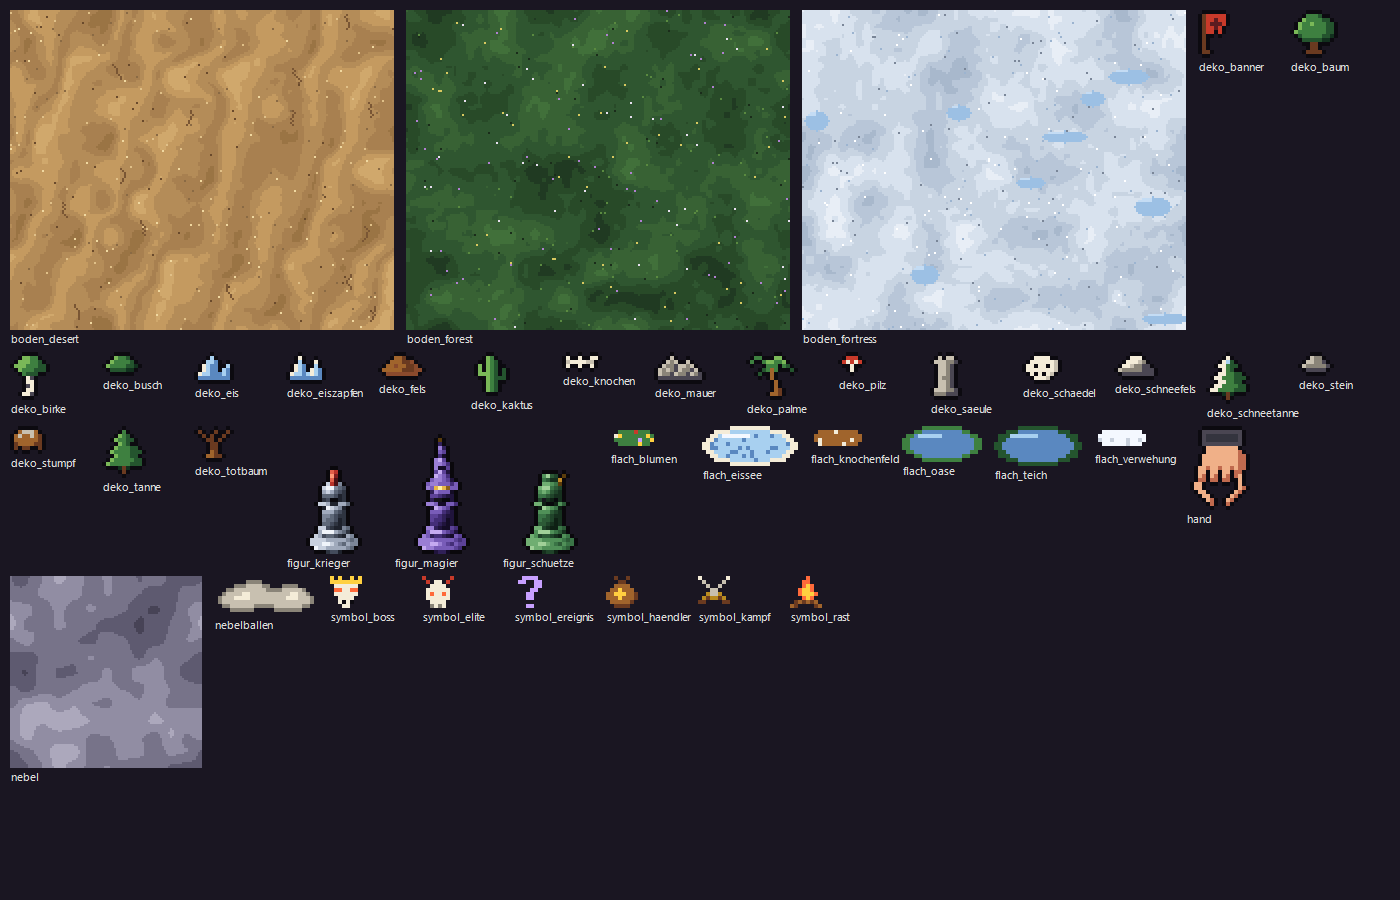 deko_banner
deko_baum
boden_desert
boden_forest
boden_fortress
deko_birke
deko_busch
deko_eis
deko_eiszapfen
deko_fels
deko_kaktus
deko_knochen
deko_mauer
deko_palme
deko_pilz
deko_saeule
deko_schaedel
deko_schneefels
deko_schneetanne
deko_stein
deko_stumpf
deko_tanne
deko_totbaum
figur_krieger
figur_magier
figur_schuetze
flach_blumen
flach_eissee
flach_knochenfeld
flach_oase
flach_teich
flach_verwehung
hand
nebel
nebelballen
symbol_boss
symbol_elite
symbol_ereignis
symbol_haendler
symbol_kampf
symbol_rast